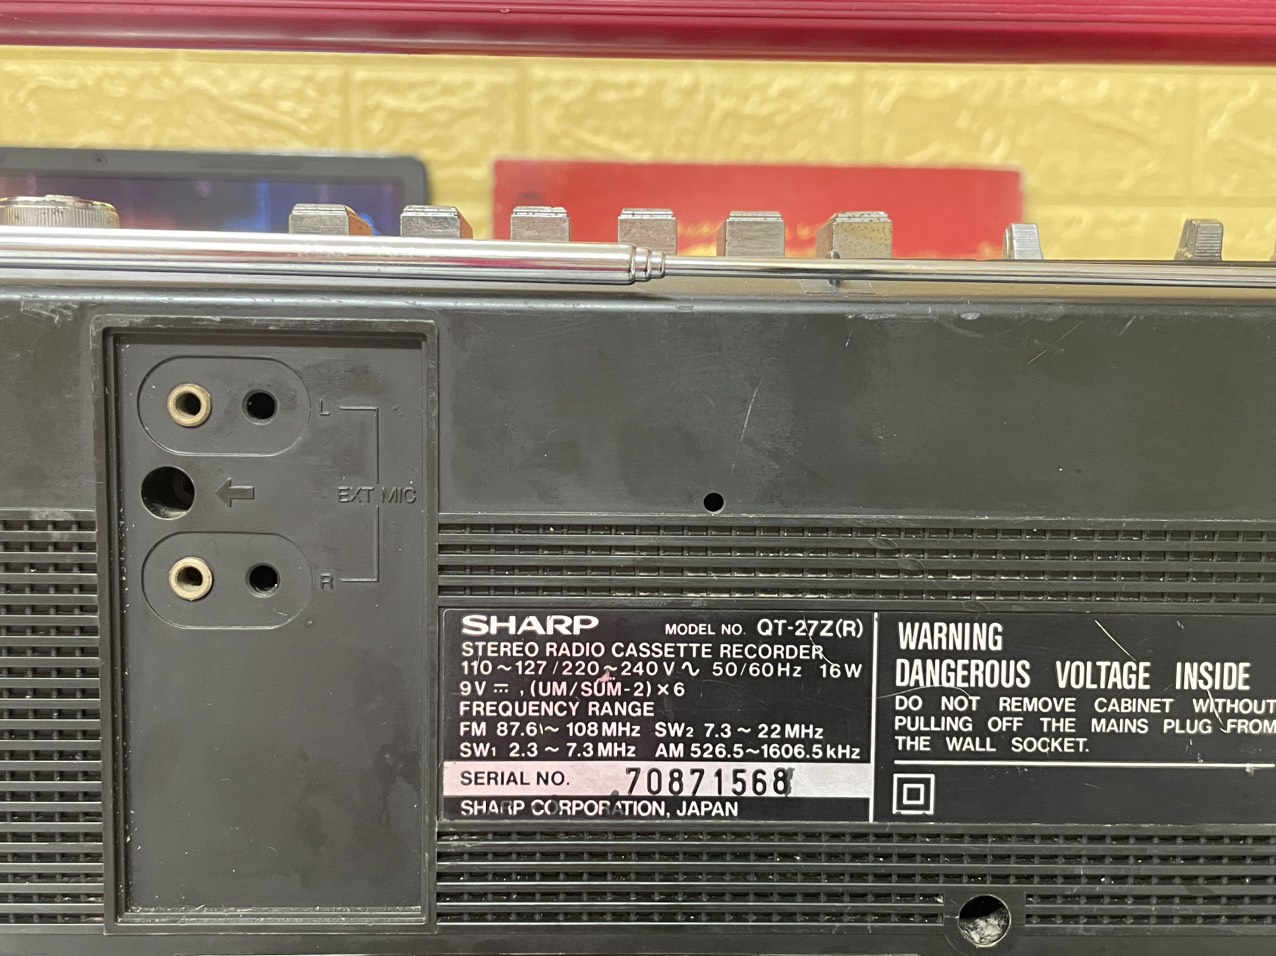 L
EXT MIC
R
SHARP MODEL NO. QT-27Z(R)
STEREO RADIO CASSETTE RECORDER
110～127/220～240V∿ 50/60Hz 16W
9V ⎓ , (UM/SUM-2)×6
FREQUENCY RANGE
FM 87.6～108MHz SW2 7.3～22MHz
SW1 2.3～7.3MHz AM 526.5～1606.5kHz
SERIAL NO. 70871568
SHARP CORPORATION, JAPAN
WARNING
DANGEROUS VOLTAGE INSIDE
DO NOT REMOVE CABINET WITHOUT
PULLING OFF THE MAINS PLUG FROM
THE WALL SOCKET.